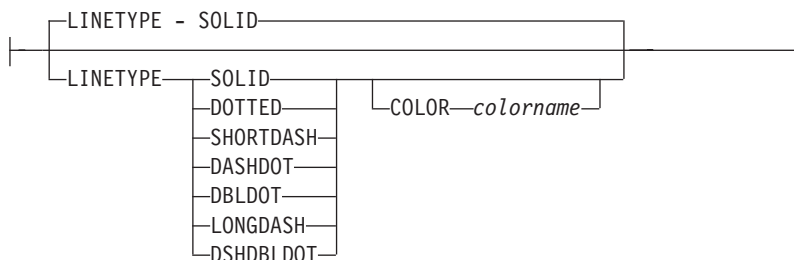 LINETYPE - SOLID
LINETYPE SOLID
DOTTED COLOR colorname
SHORTDASH
DASHDOT
DBLDOT
LONGDASH
DSHDBLDOT